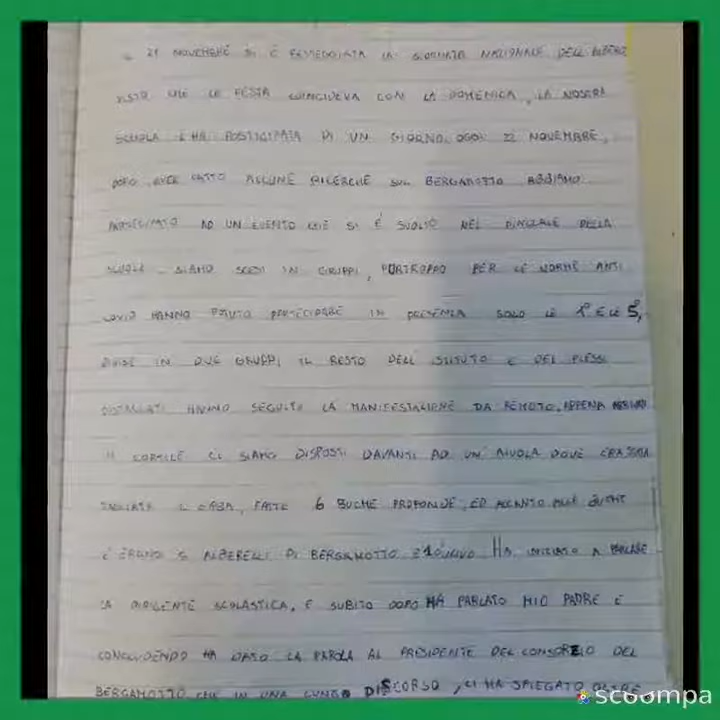 IL 21 NOVEMBRE SI È FESTEGGIATA LA GIORNATA NAZIONALE DELL'ALBERO
VISTO CHE LA FESTA COINCIDEVA CON LA DOMENICA, LA NOSTRA
SCUOLA L'HA POSTICIPATA DI UN GIORNO. OGGI 22 NOVEMBRE,
DOPO AVER FATTO ALCUNE RICERCHE SUL BERGAMOTTO ABBIAMO
PARTECIPATO AD UN EVENTO CHE SI È SVOLTO NEL PIAZZALE DELLA
SCUOLA. SIAMO SCESI IN GRUPPI, PURTROPPO PER LE NORME ANTI
COVID HANNO POTUTO PARTECIPARE IN PRESENZA SOLO LE 1° E LE 5°,
DIVISE IN DUE GRUPPI, IL RESTO DELL'ISTITUTO E DEI PLESSI
DISTACCATI HANNO SEGUITO LA MANIFESTAZIONE DA REMOTO. APPENA ARRIVATI
IN CORTILE CI SIAMO DISPOSTI DAVANTI AD UN'AIUOLA DOVE ERA STATA
TAGLIATA L'ERBA, FATTE 6 BUCHE PROFONDE, ED ACCANTO ALLE BUCHE
C'ERANO 5 ALBERELLI DI BERGAMOTTO E 1 ULIVO HA INIZIATO A PARLARE
LA DIRIGENTE SCOLASTICA, E SUBITO DOPO HA PARLATO MIO PADRE E
CONCLUDENDO HA DATO LA PAROLA AL PRESIDENTE DEL CONSORZIO DEL
BERGAMOTTO CHE IN UNA LUNGO DISCORSO, CI HA SPIEGATO OLTRE
scoompa